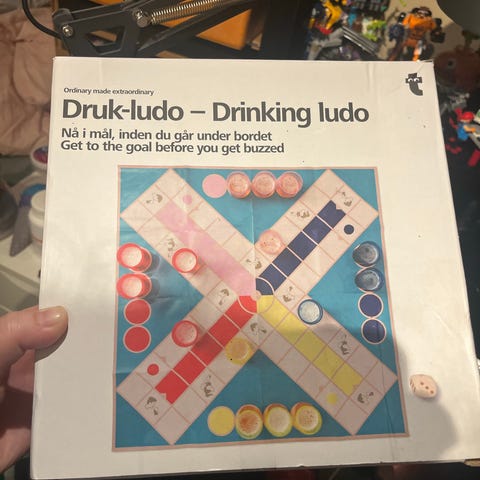 Ordinary made extraordinary
Druk-ludo – Drinking ludo
Nå i mål, inden du går under bordet
Get to the goal before you get buzzed